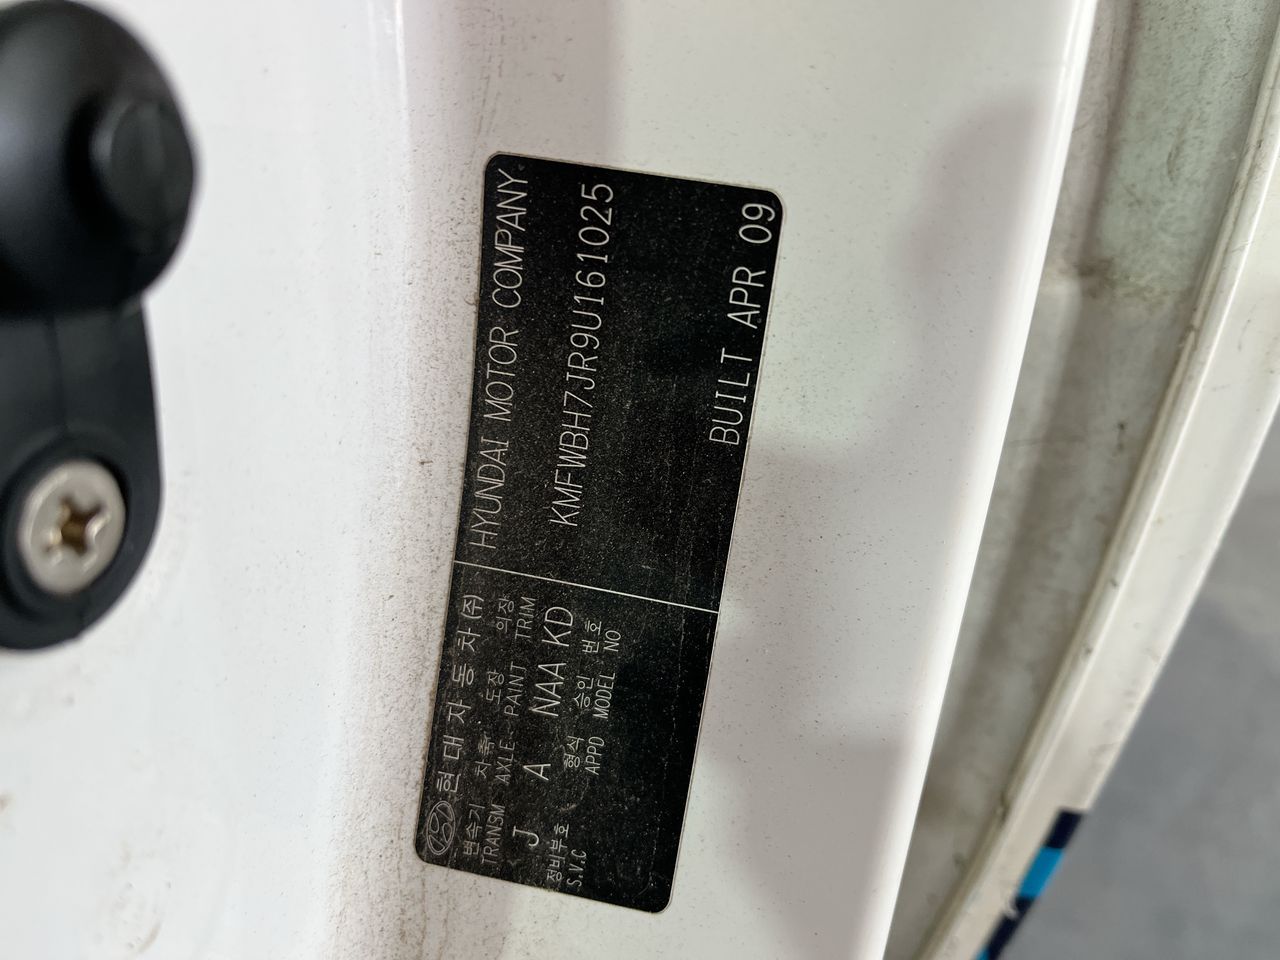 현대자동차(주)
HYUNDAI MOTOR COMPANY
변속기 차축 도장 의장
TRANSM AXLE PAINT TRIM
KMFWBH7JR9U161025
J A NAA KD
정비부호 형식 승인 번호
S.V.C APPD MODEL NO
BUILT APR 09